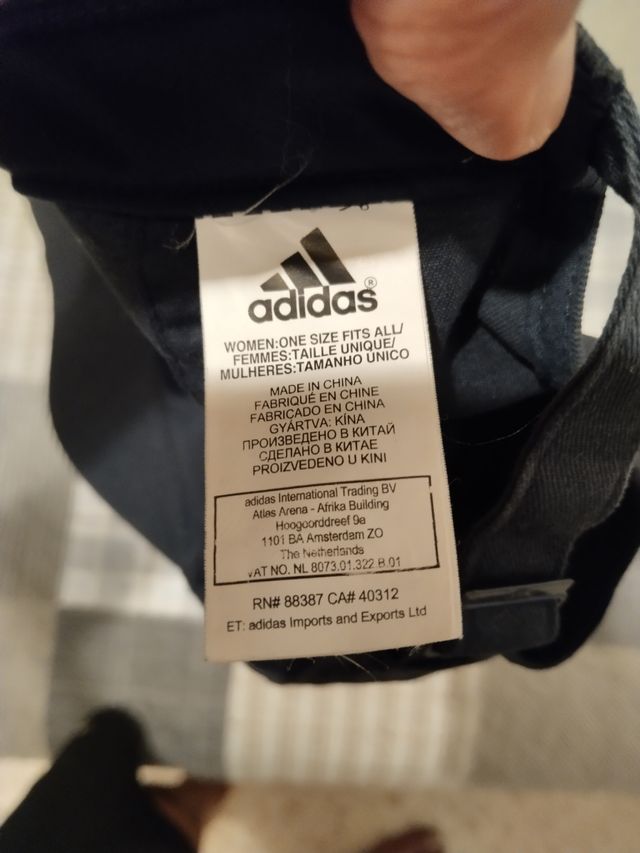 adidas®
WOMEN:ONE SIZE FITS ALL/
FEMMES:TAILLE UNIQUE/
MULHERES:TAMANHO ÚNICO
MADE IN CHINA
FABRIQUÉ EN CHINE
FABRICADO EN CHINA
GYÁRTVA: KÍNA
ПРОИЗВЕДЕНО В КИТАЙ
СДЕЛАНО В КИТАЕ
PROIZVEDENO U KINI
adidas International Trading BV
Atlas Arena - Afrika Building
Hoogoorddreef 9a
1101 BA Amsterdam ZO
The Netherlands
VAT NO. NL 8073.01.322.B.01
RN# 88387 CA# 40312
ET: adidas Imports and Exports Ltd